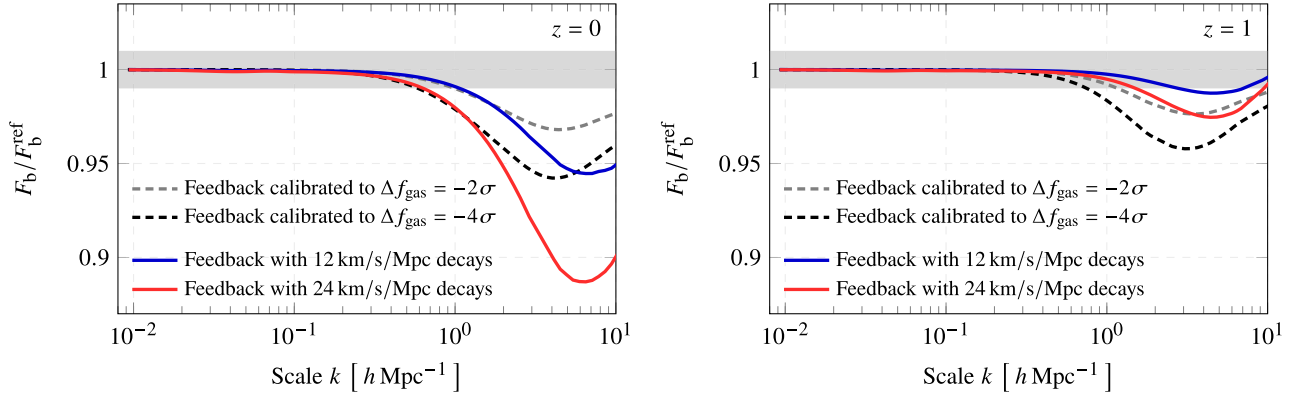 z = 0
1
0.95
0.9
F_b/F_b^ref
Feedback calibrated to Δf_gas = −2σ
Feedback calibrated to Δf_gas = −4σ
Feedback with 12 km/s/Mpc decays
Feedback with 24 km/s/Mpc decays
10^−2 10^−1 10^0 10^1
Scale k [ h Mpc^−1 ]
z = 1
1
0.95
0.9
F_b/F_b^ref
Feedback calibrated to Δf_gas = −2σ
Feedback calibrated to Δf_gas = −4σ
Feedback with 12 km/s/Mpc decays
Feedback with 24 km/s/Mpc decays
10^−2 10^−1 10^0 10^1
Scale k [ h Mpc^−1 ]